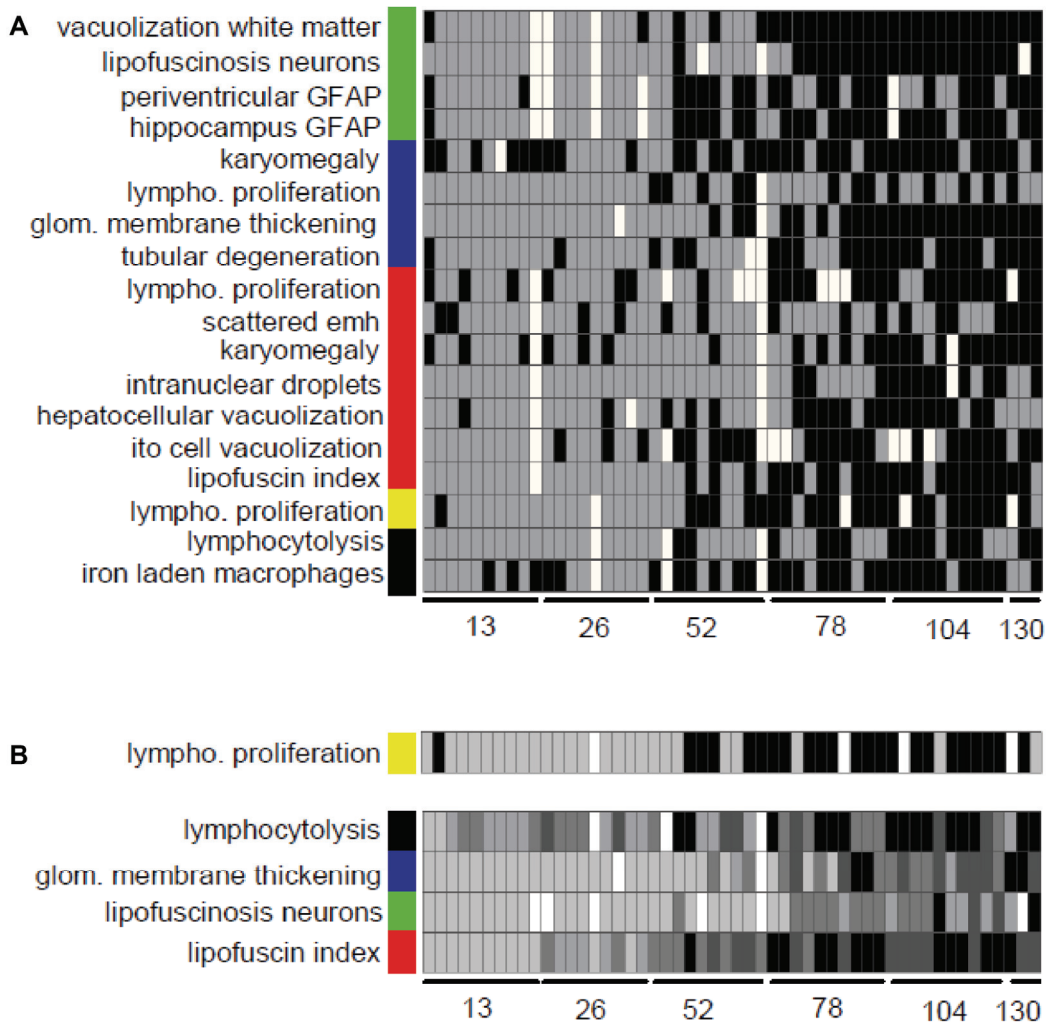 A
vacuolization white matter
lipofuscinosis neurons
periventricular GFAP
hippocampus GFAP
karyomegaly
lympho. proliferation
glom. membrane thickening
tubular degeneration
lympho. proliferation
scattered emh
karyomegaly
intranuclear droplets
hepatocellular vacuolization
ito cell vacuolization
lipofuscin index
lympho. proliferation
lymphocytolysis
iron laden macrophages
13 26 52 78 104 130
B
lympho. proliferation
lymphocytolysis
glom. membrane thickening
lipofuscinosis neurons
lipofuscin index
13 26 52 78 104 130